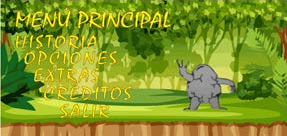 MENÚ PRINCIPAL
HISTORIA
OPCIONES
EXTRAS
CRÉDITOS
SALIR